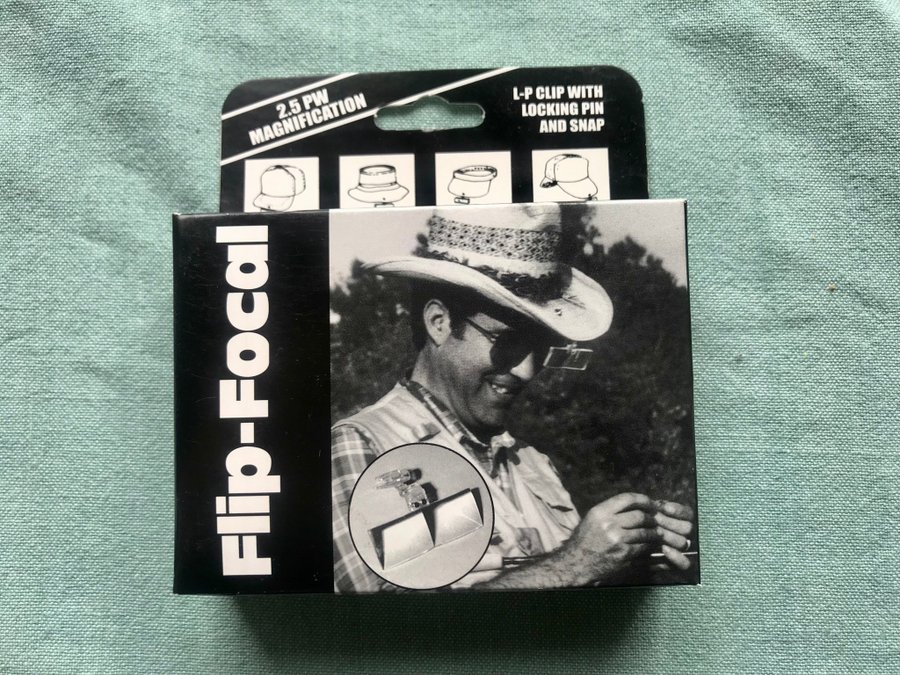 2.5 PW
MAGNIFICATION
L-P CLIP WITH
LOCKING PIN
AND SNAP
Flip-Focal